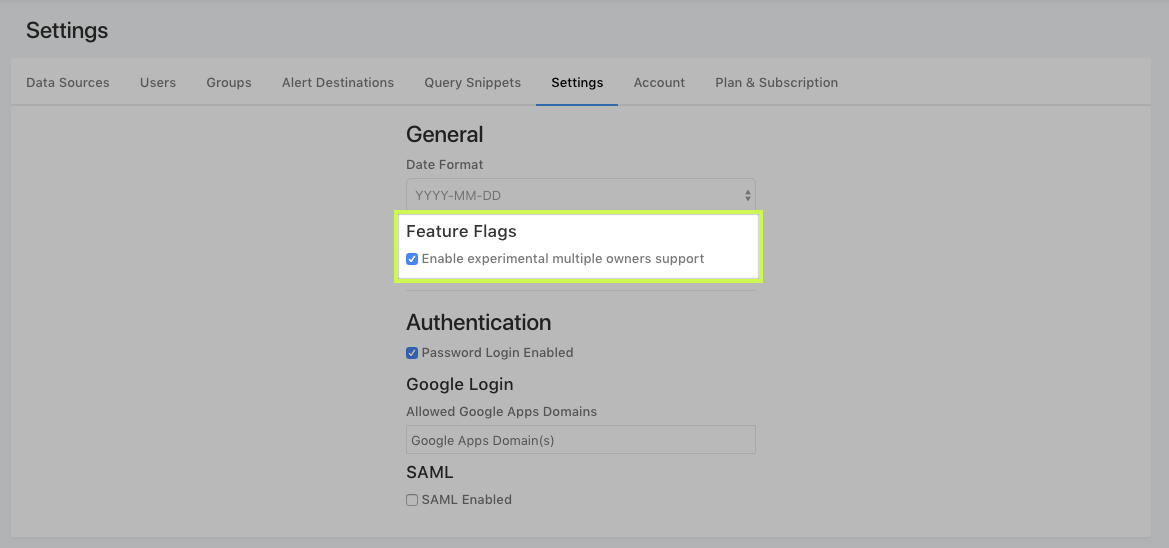 Settings
Data Sources Users Groups Alert Destinations Query Snippets Settings Account Plan & Subscription
General
Date Format
YYYY-MM-DD
Feature Flags
Enable experimental multiple owners support
Authentication
Password Login Enabled
Google Login
Allowed Google Apps Domains
Google Apps Domain(s)
SAML
SAML Enabled